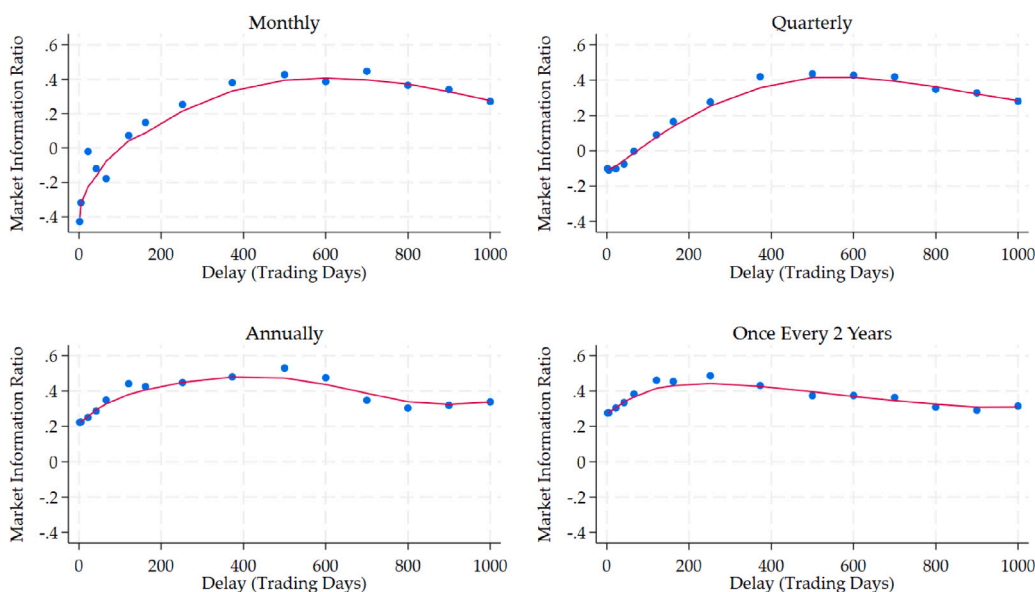 Monthly
Market Information Ratio
.6
.4
.2
0
-.2
-.4
0 200 400 600 800 1000
Delay (Trading Days)
Quarterly
Market Information Ratio
.6
.4
.2
0
-.2
-.4
0 200 400 600 800 1000
Delay (Trading Days)
Annually
Market Information Ratio
.6
.4
.2
0
-.2
-.4
0 200 400 600 800 1000
Delay (Trading Days)
Once Every 2 Years
Market Information Ratio
.6
.4
.2
0
-.2
-.4
0 200 400 600 800 1000
Delay (Trading Days)